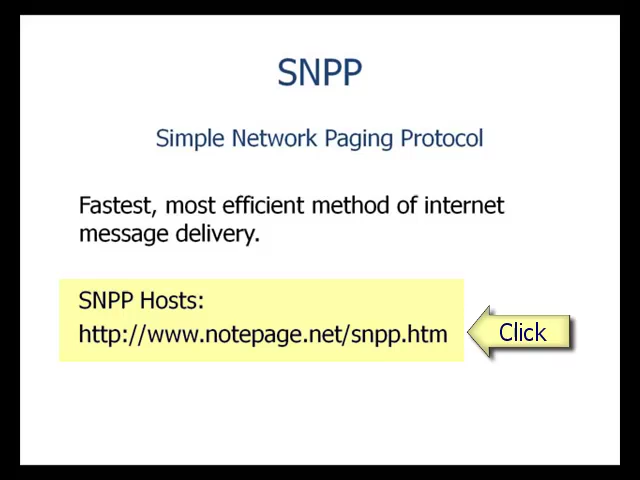 SNPP
Simple Network Paging Protocol
Fastest, most efficient method of internet
message delivery.
SNPP Hosts:
http://www.notepage.net/snpp.htm
Click